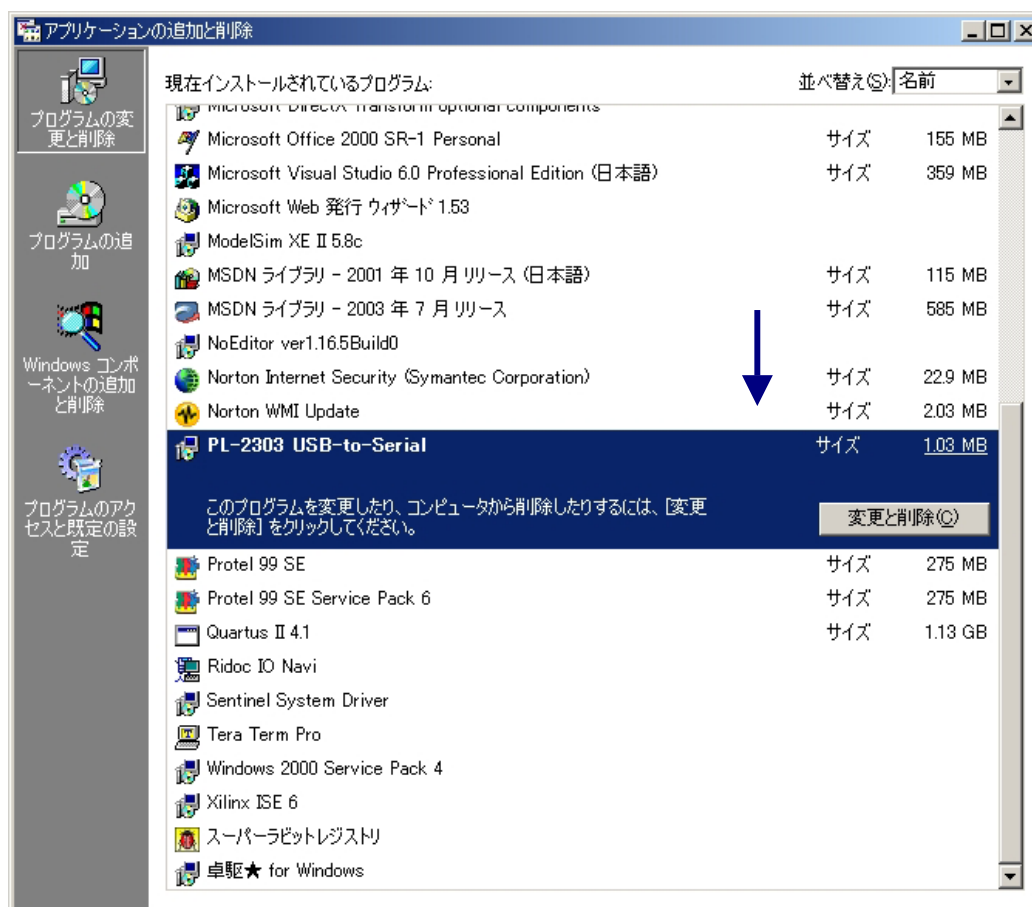 アプリケーションの追加と削除
プログラムの変
更と削除
プログラムの追
加
Windows コンポ
ーネントの追加
と削除
プログラムのアク
セスと既定の設
定
現在インストールされているプログラム:
並べ替え(S): 名前
Microsoft DirectX Transform optional components
Microsoft Office 2000 SR-1 Personal サイズ 155 MB
Microsoft Visual Studio 6.0 Professional Edition (日本語) サイズ 359 MB
Microsoft Web 発行 ウィザード 1.53
ModelSim XE II 5.8c
MSDN ライブラリ - 2001 年 10 月 リリース (日本語) サイズ 115 MB
MSDN ライブラリ - 2003 年 7 月 リリース サイズ 585 MB
NoEditor ver1.16.5Build0
Norton Internet Security (Symantec Corporation) サイズ 22.9 MB
Norton WMI Update サイズ 2.03 MB
PL-2303 USB-to-Serial サイズ 1.03 MB
このプログラムを変更したり、コンピュータから削除したりするには、[変更
と削除] をクリックしてください。
変更と削除(C)
Protel 99 SE サイズ 275 MB
Protel 99 SE Service Pack 6 サイズ 275 MB
Quartus II 4.1 サイズ 1.13 GB
Ridoc IO Navi
Sentinel System Driver
Tera Term Pro
Windows 2000 Service Pack 4
Xilinx ISE 6
スーパーラビットレジストリ
卓駆★ for Windows